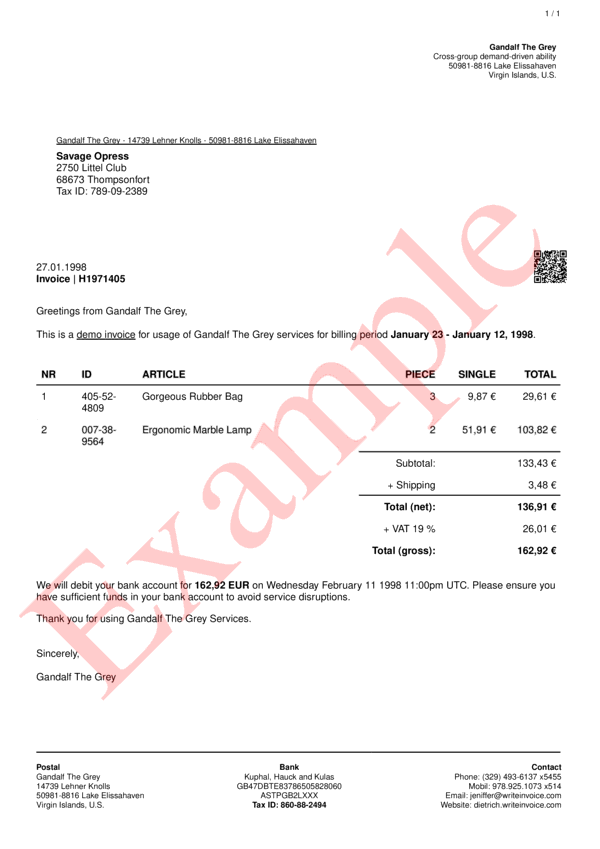 1 / 1
Gandalf The Grey
Cross-group demand-driven ability
50981-8816 Lake Elissahaven
Virgin Islands, U.S.
Gandalf The Grey - 14739 Lehner Knolls - 50981-8816 Lake Elissahaven
Savage Opress
2750 Littel Club
68673 Thompsonfort
Tax ID: 789-09-2389
27.01.1998
Invoice | H1971405
Greetings from Gandalf The Grey,
This is a demo invoice for usage of Gandalf The Grey services for billing period January 23 - January 12, 1998.
NR ID ARTICLE PIECE SINGLE TOTAL
1 405-52- Gorgeous Rubber Bag 3 9,87 € 29,61 €
4809
2 007-38- Ergonomic Marble Lamp 2 51,91 € 103,82 €
9564
Subtotal: 133,43 €
+ Shipping 3,48 €
Total (net): 136,91 €
+ VAT 19 % 26,01 €
Total (gross): 162,92 €
We will debit your bank account for 162,92 EUR on Wednesday February 11 1998 11:00pm UTC. Please ensure you
have sufficient funds in your bank account to avoid service disruptions.
Thank you for using Gandalf The Grey Services.
Sincerely,
Gandalf The Grey
Example
Postal
Gandalf The Grey
14739 Lehner Knolls
50981-8816 Lake Elissahaven
Virgin Islands, U.S.
Bank
Kuphal, Hauck and Kulas
GB47DBTE83786505828060
ASTPGB2LXXX
Tax ID: 860-88-2494
Contact
Phone: (329) 493-6137 x5455
Mobil: 978.925.1073 x514
Email: jeniffer@writeinvoice.com
Website: dietrich.writeinvoice.com